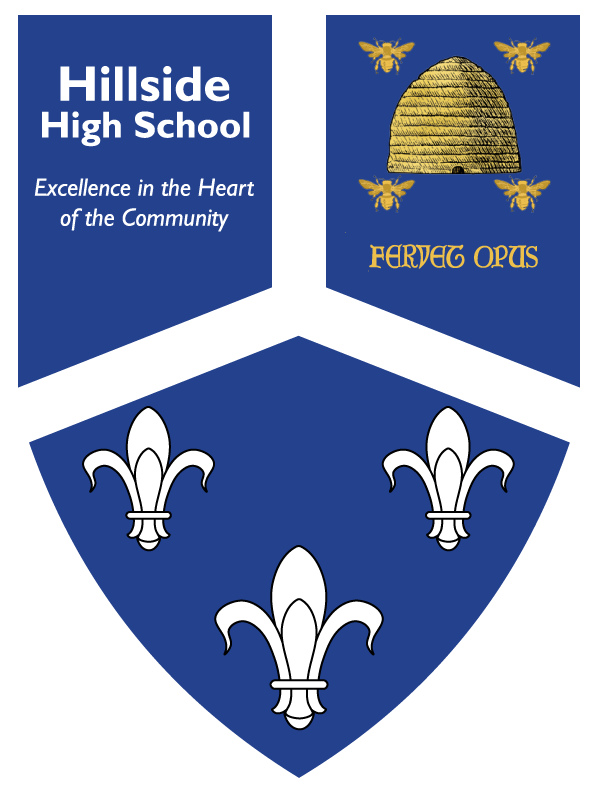 Hillside
High School
Excellence in the Heart
of the Community
FERVET OPUS